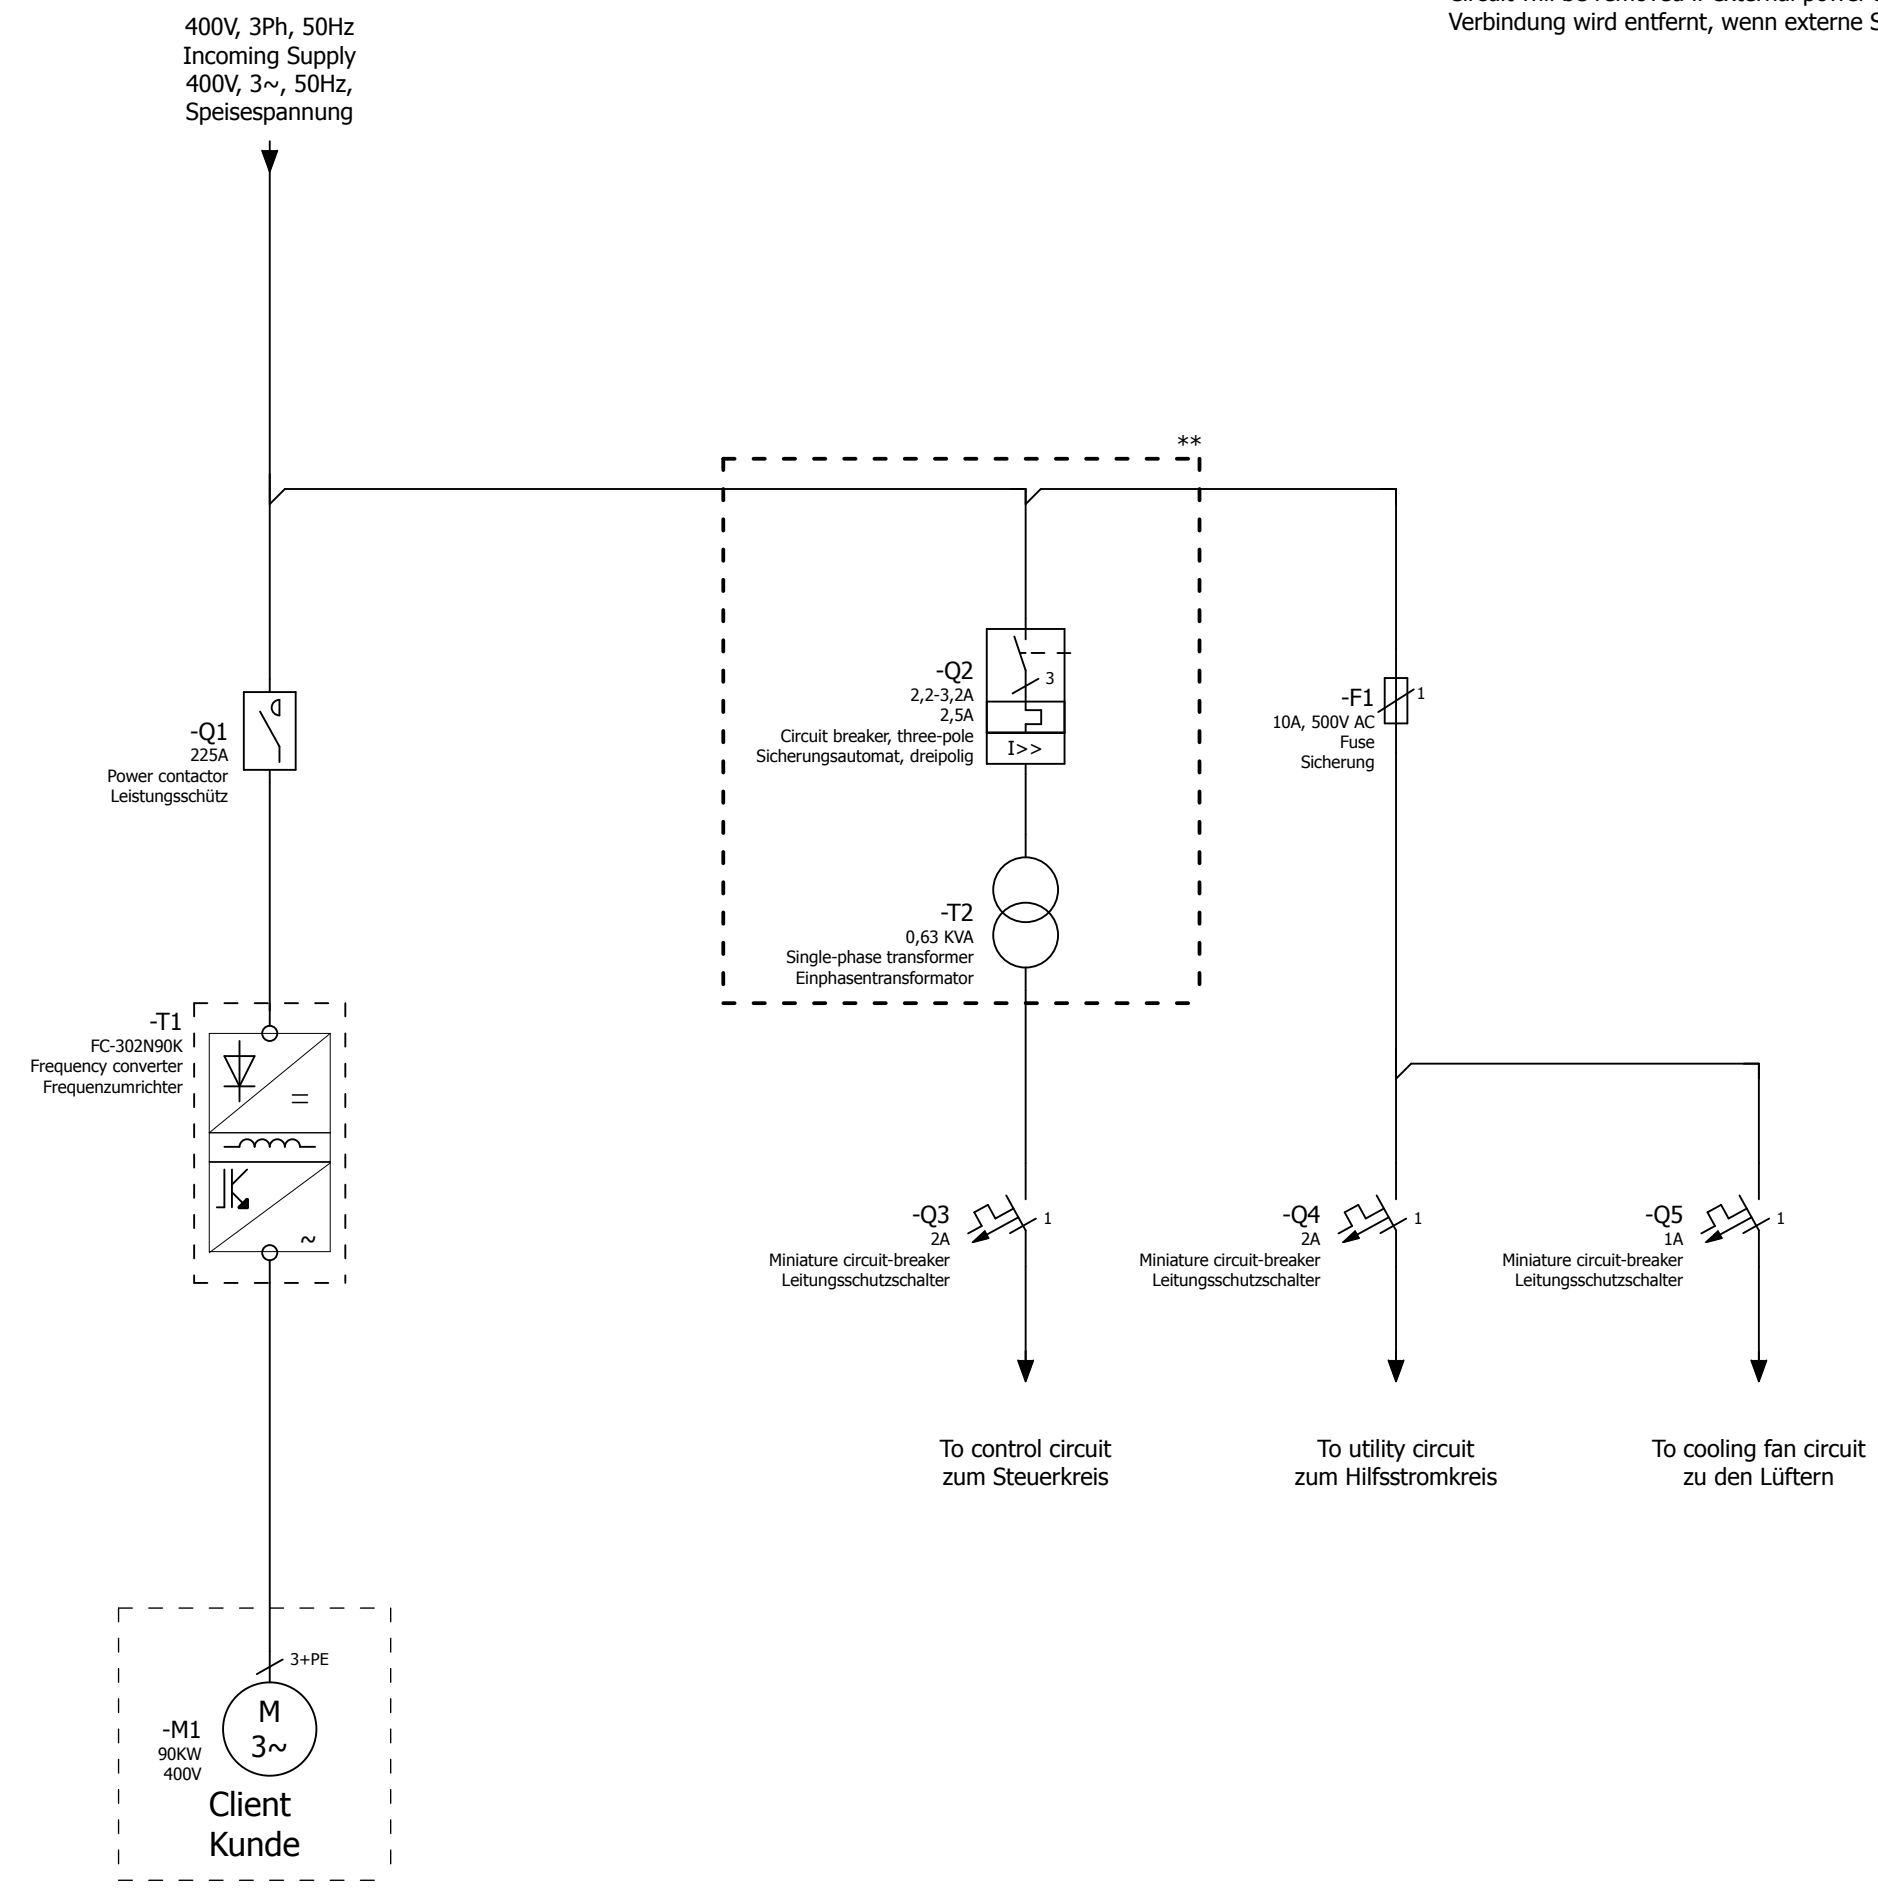 Verbindung wird entfernt, wenn externe
400V, 3Ph, 50Hz
Incoming Supply
400V, 3~, 50Hz,
Speisespannung
**
-Q1
225A
Power contactor
Leistungsschütz
-Q2
2,2-3,2A
2,5A
Circuit breaker, three-pole
Sicherungsautomat, dreipolig
3
I>>
-F1
10A, 500V AC
Fuse
Sicherung
1
-T2
0,63 KVA
Single-phase transformer
Einphasentransformator
-T1
FC-302N90K
Frequency converter
Frequenzumrichter
=
~
-Q3
2A
Miniature circuit-breaker
Leitungsschutzschalter
1
-Q4
2A
Miniature circuit-breaker
Leitungsschutzschalter
1
-Q5
1A
Miniature circuit-breaker
Leitungsschutzschalter
1
To control circuit
zum Steuerkreis
To utility circuit
zum Hilfsstromkreis
To cooling fan circuit
zu den Lüftern
3+PE
M
3~
-M1
90KW
400V
Client
Kunde